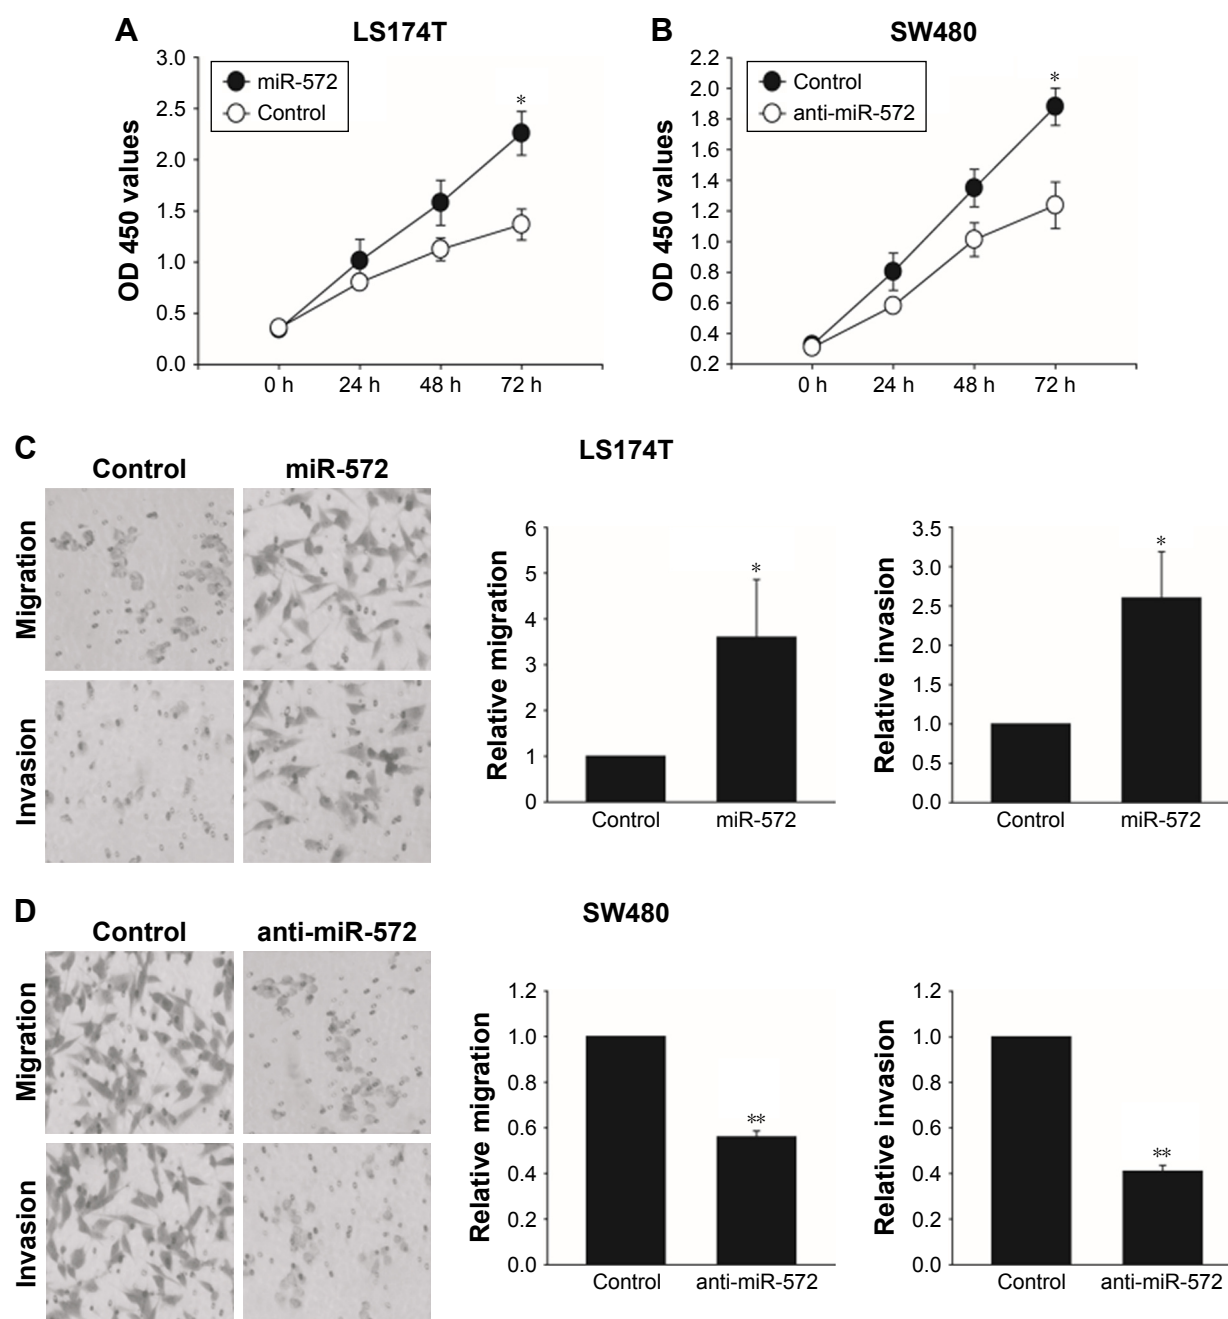 A
LS174T
3.0
2.5
2.0
1.5
1.0
0.5
0.0
OD 450 values
miR-572
Control
*
0 h 24 h 48 h 72 h
B
SW480
2.2
2.0
1.8
1.6
1.4
1.2
1.0
0.8
0.6
0.4
0.2
OD 450 values
Control
anti-miR-572
*
0 h 24 h 48 h 72 h
C
LS174T
Control miR-572
Migration
Invasion
6
5
4
3
2
1
0
Relative migration
*
Control miR-572
3.5
3.0
2.5
2.0
1.5
1.0
0.5
0.0
Relative invasion
*
Control miR-572
D
SW480
Control anti-miR-572
Migration
Invasion
1.2
1.0
0.8
0.6
0.4
0.2
0.0
Relative migration
**
Control anti-miR-572
1.2
1.0
0.8
0.6
0.4
0.2
0.0
Relative invasion
**
Control anti-miR-572